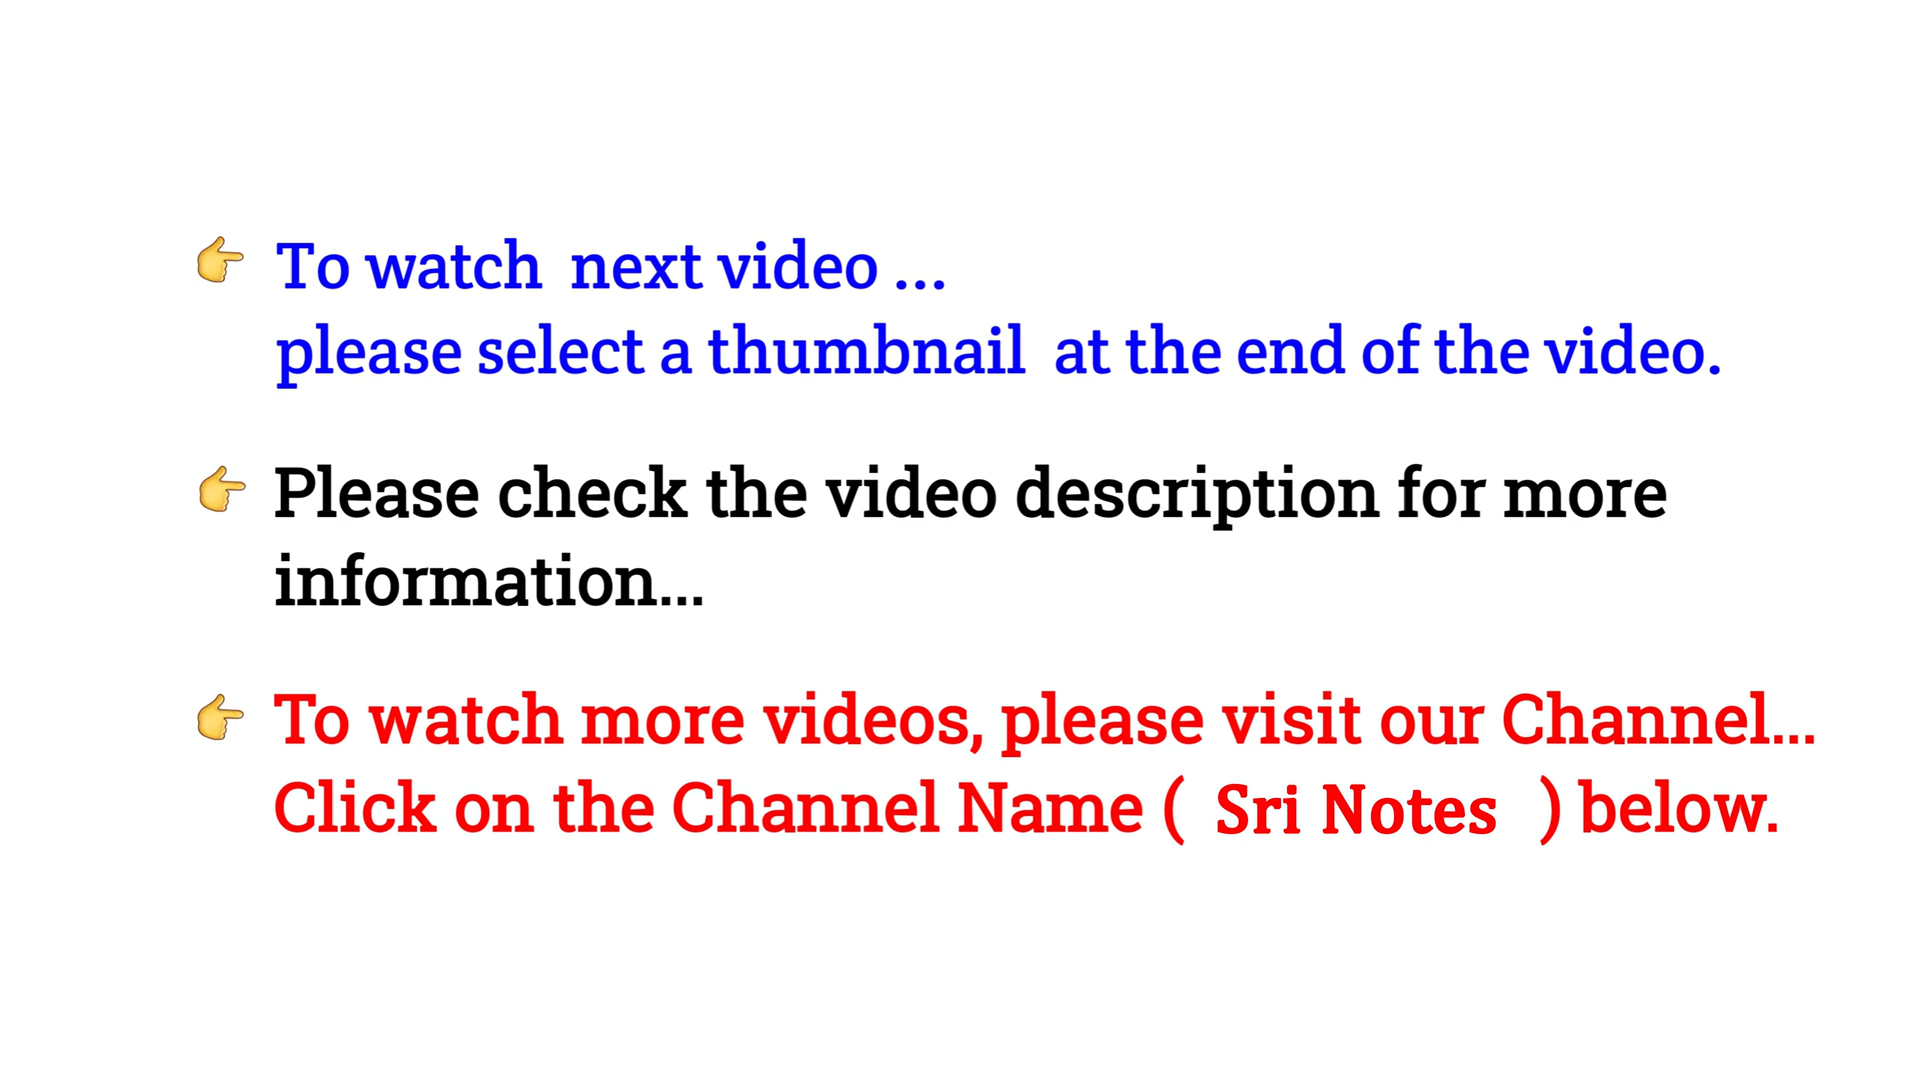 👉 To watch next video ...
please select a thumbnail at the end of the video.
👉 Please check the video description for more
information...
👉 To watch more videos, please visit our Channel...
Click on the Channel Name ( Sri Notes ) below.